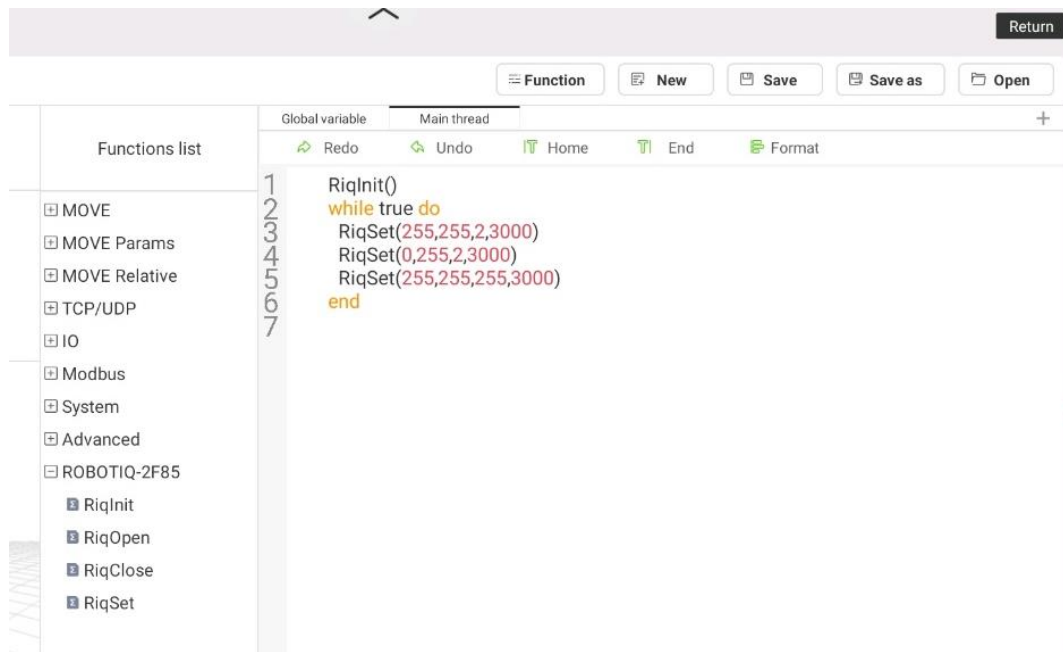 Return
Function New Save Save as Open
Functions list
MOVE
MOVE Params
MOVE Relative
TCP/UDP
IO
Modbus
System
Advanced
ROBOTIQ-2F85
RiqInit
RiqOpen
RiqClose
RiqSet
Global variable Main thread
Redo Undo Home End Format
1 RiqInit()
2 while true do
3 RiqSet(255,255,2,3000)
4 RiqSet(0,255,2,3000)
5 RiqSet(255,255,255,3000)
6 end
7